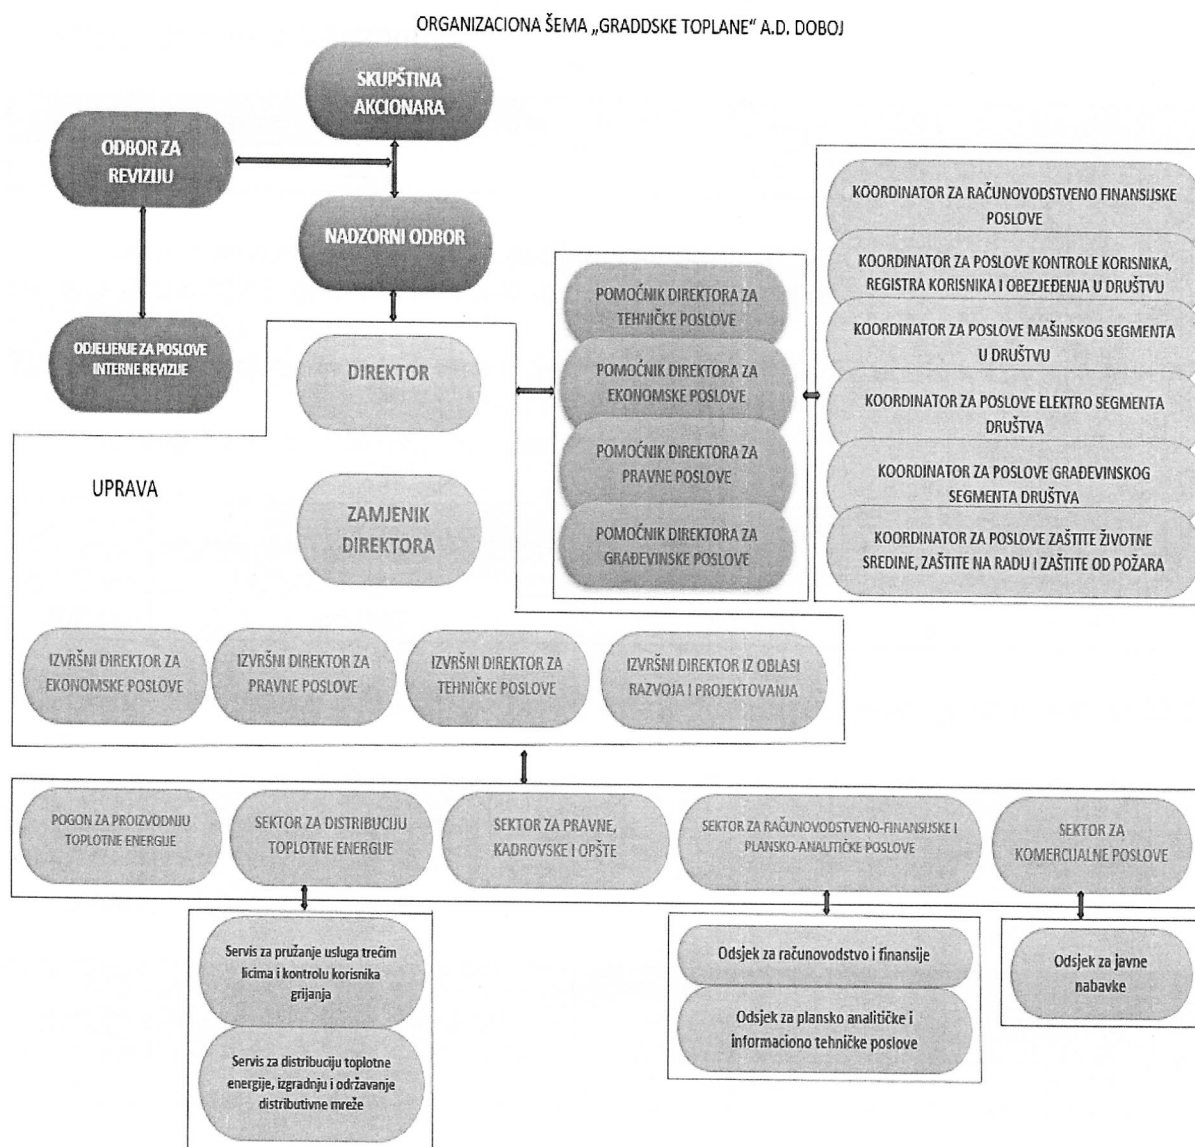 ORGANIZACIONA ŠEMA „GRADDSKE TOPLANE“ A.D. DOBOJ
SKUPŠTINA
AKCIONARA
ODBOR ZA
REVIZIJU
NADZORNI ODBOR
ODJELJENJE ZA POSLOVE
INTERNE REVIZIJE
DIREKTOR
UPRAVA
ZAMJENIK
DIREKTORA
POMOĆNIK DIREKTORA ZA
TEHNIČKE POSLOVE
POMOĆNIK DIREKTORA ZA
EKONOMSKE POSLOVE
POMOĆNIK DIREKTORA ZA
PRAVNE POSLOVE
POMOĆNIK DIREKTORA ZA
GRAĐEVINSKE POSLOVE
KOORDINATOR ZA RAČUNOVODSTVENO FINANSIJSKE
POSLOVE
KOORDINATOR ZA POSLOVE KONTROLE KORISNIKA,
REGISTRA KORISNIKA I OBEZJEĐENJA U DRUŠTVU
KOORDINATOR ZA POSLOVE MAŠINSKOG SEGMENTA
U DRUŠTVU
KOORDINATOR ZA POSLOVE ELEKTRO SEGMENTA
DRUŠTVA
KOORDINATOR ZA POSLOVE GRAĐEVINSKOG
SEGMENTA DRUŠTVA
KOORDINATOR ZA POSLOVE ZAŠTITE ŽIVOTNE
SREDINE, ZAŠTITE NA RADU I ZAŠTITE OD POŽARA
IZVRŠNI DIREKTOR ZA
EKONOMSKE POSLOVE
IZVRŠNI DIREKTOR ZA
PRAVNE POSLOVE
IZVRŠNI DIREKTOR ZA
TEHNIČKE POSLOVE
IZVRŠNI DIREKTOR IZ OBLASI
RAZVOJA I PROJEKTOVANJA
POGON ZA PROIZVODNJU
TOPLOTNE ENERGIJE
SEKTOR ZA DISTRIBUCIJU
TOPLOTNE ENERGIJE
SEKTOR ZA PRAVNE,
KADROVSKE I OPŠTE
SEKTOR ZA RAČUNOVODSTVENO-FINANSIJSKE I
PLANSKO-ANALITIČKE POSLOVE
SEKTOR ZA
KOMERCIJALNE POSLOVE
Servis za pružanje usluga trećim
licima i kontrolu korisnika
grijanja
Servis za distribuciju toplotne
energije, izgradnju i održavanje
distributivne mreže
Odsjek za računovodstvo i finansije
Odsjek za plansko analitičke i
informaciono tehničke poslove
Odsjek za javne
nabavke